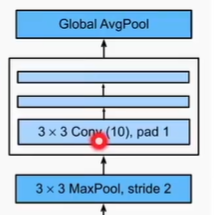 Global AvgPool
3 × 3 Conv (10), pad 1
3 × 3 MaxPool, stride 2